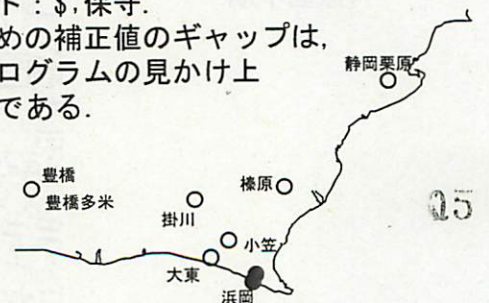 ト：$，保守．
めの補正値のギャップは，
ログラムの見かけ上
である．
静岡栗原
豊橋
豊橋多米
榛原
掛川
小笠
大東
浜岡
25